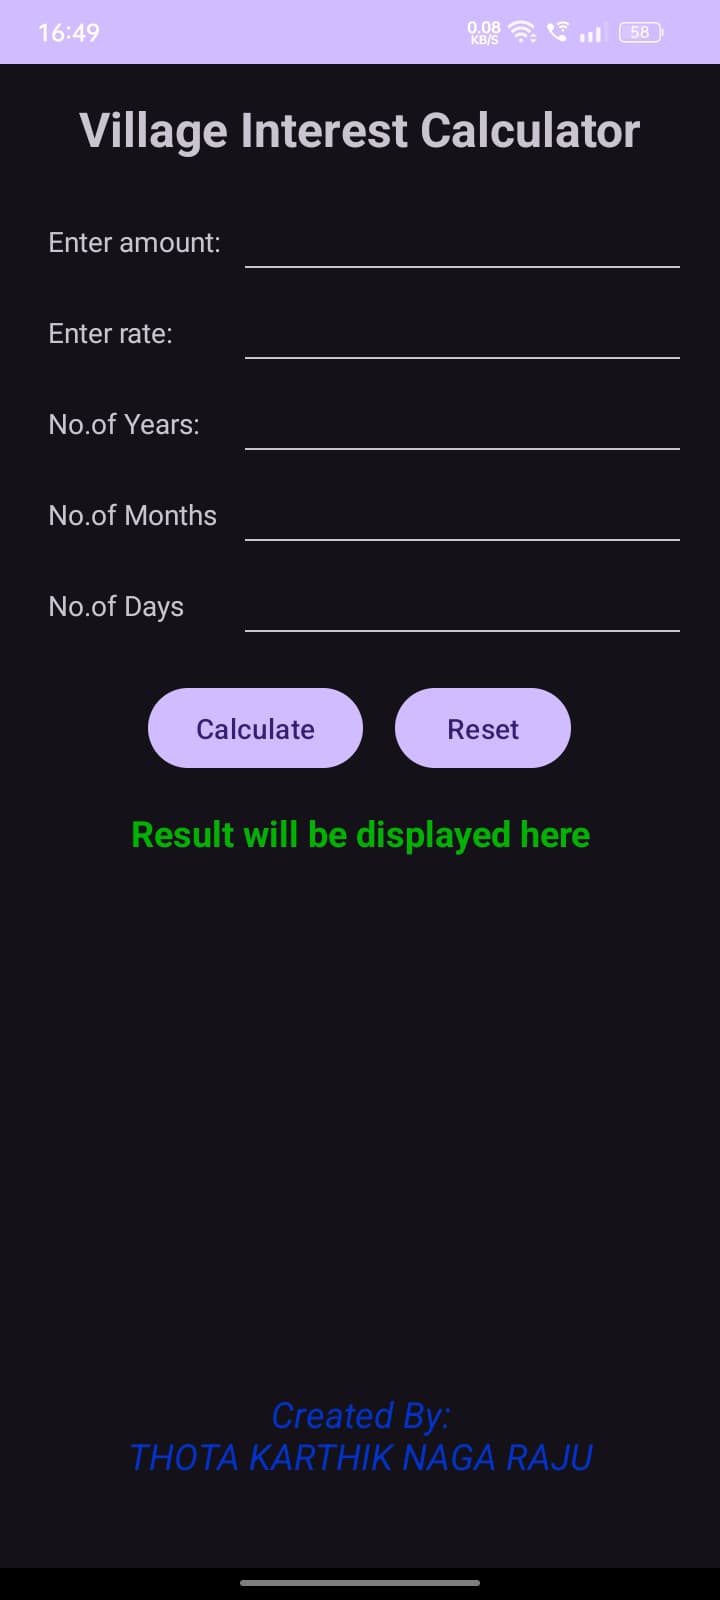 16:49
0.08
KB/S
58
Village Interest Calculator
Enter amount:
Enter rate:
No.of Years:
No.of Months
No.of Days
Calculate
Reset
Result will be displayed here
Created By:
THOTA KARTHIK NAGA RAJU